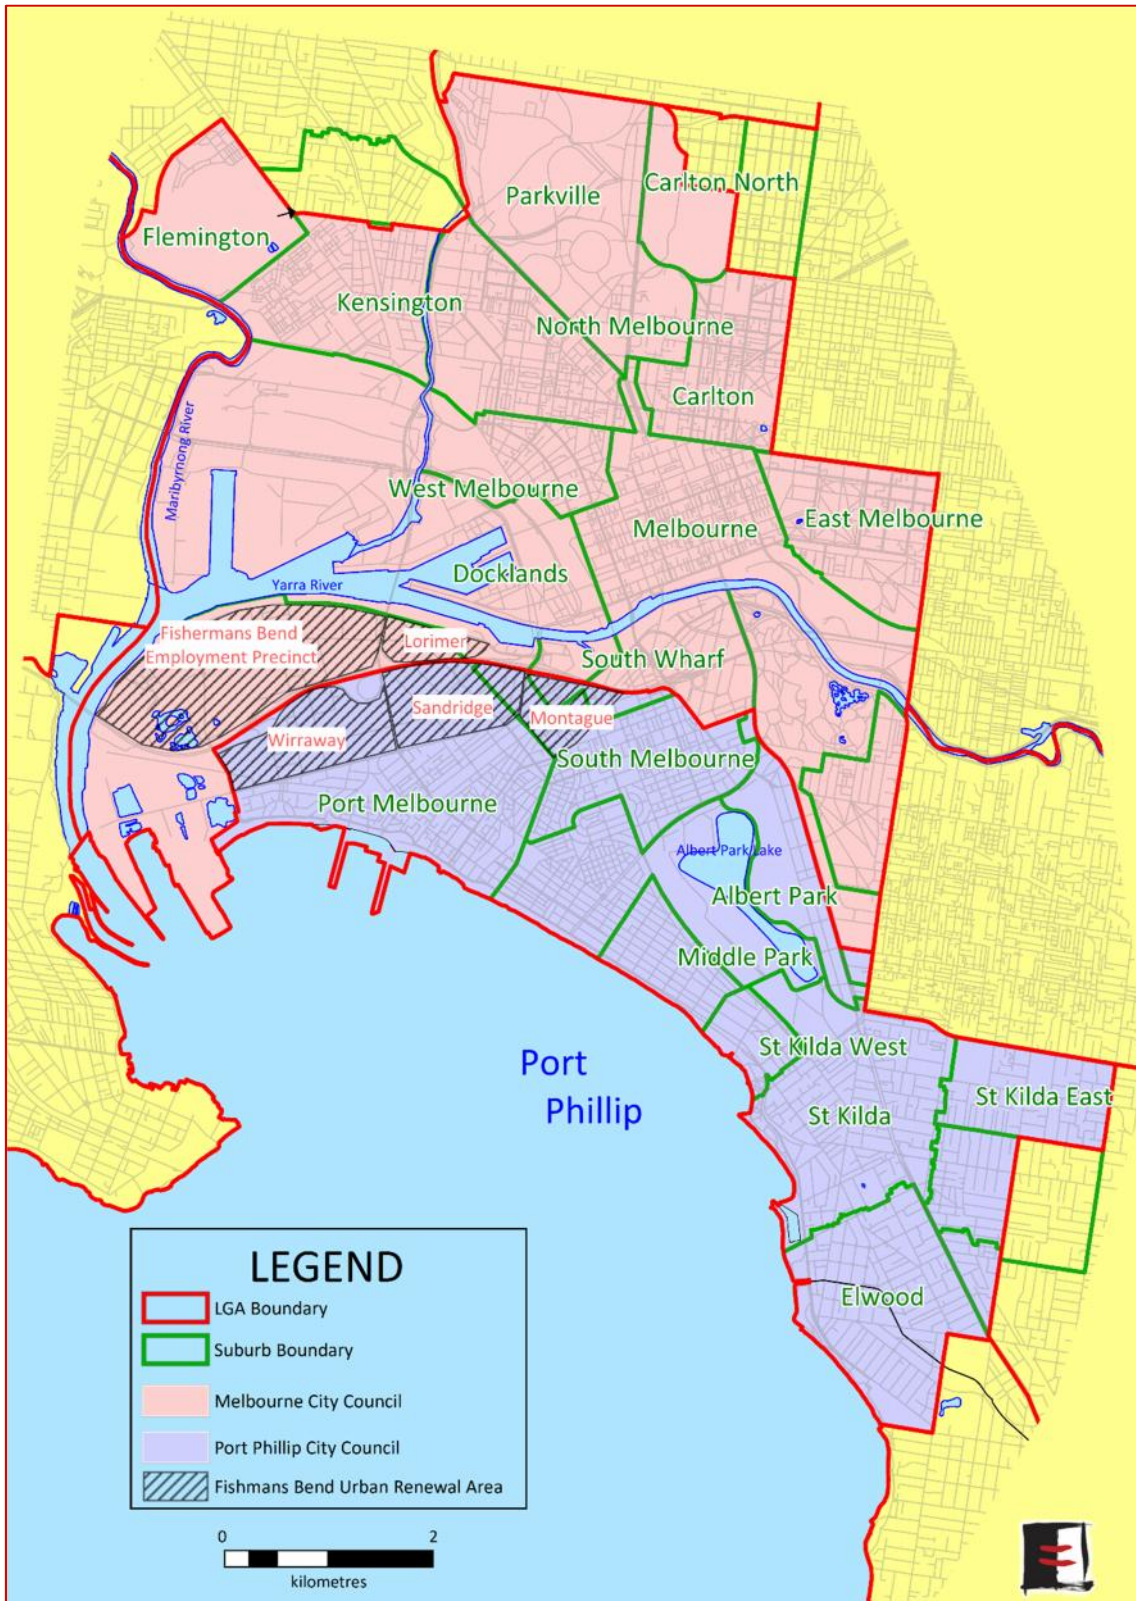 Parkville
Carlton North
Flemington
Kensington
North Melbourne
Carlton
Maribyrnong River
West Melbourne
Melbourne
East Melbourne
Docklands
Yarra River
Fishermans Bend
Employment Precinct
Lorimer
South Wharf
Sandridge
Montague
Wirraway
South Melbourne
Port Melbourne
Albert Park Lake
Albert Park
Middle Park
St Kilda West
Port
Phillip
St Kilda East
St Kilda
Elwood
LEGEND
LGA Boundary
Suburb Boundary
Melbourne City Council
Port Phillip City Council
Fishmans Bend Urban Renewal Area
0 2
kilometres